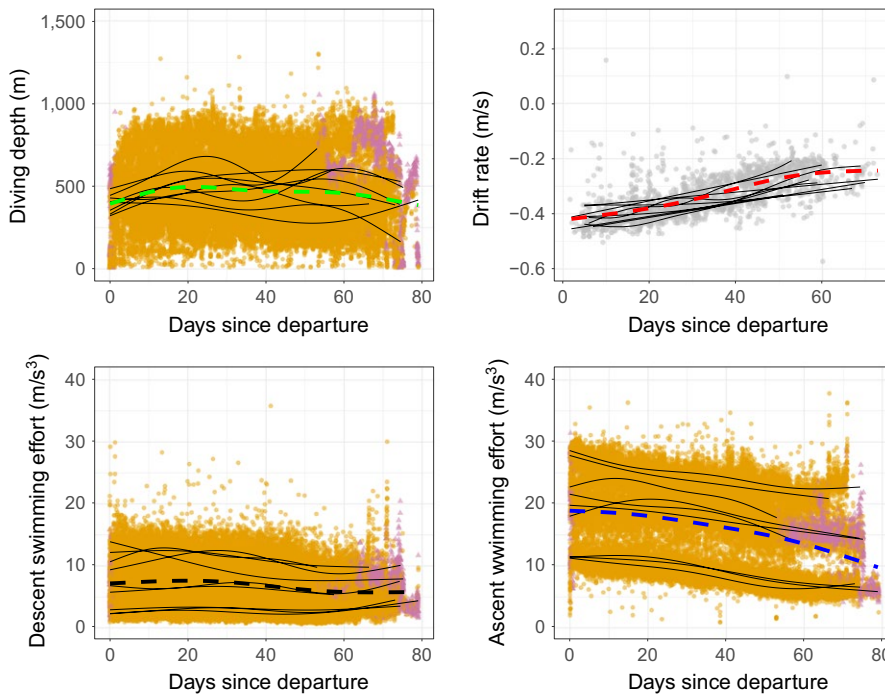 Diving depth (m)
1,500
1,000
500
0
0 20 40 60 80
Days since departure
Drift rate (m/s)
0.2
0.0
−0.2
−0.4
−0.6
0 20 40 60
Days since departure
Descent swimming effort (m/s³)
40
30
20
10
0
0 20 40 60 80
Days since departure
Ascent wwimming effort (m/s³)
40
30
20
10
0
0 20 40 60 80
Days since departure